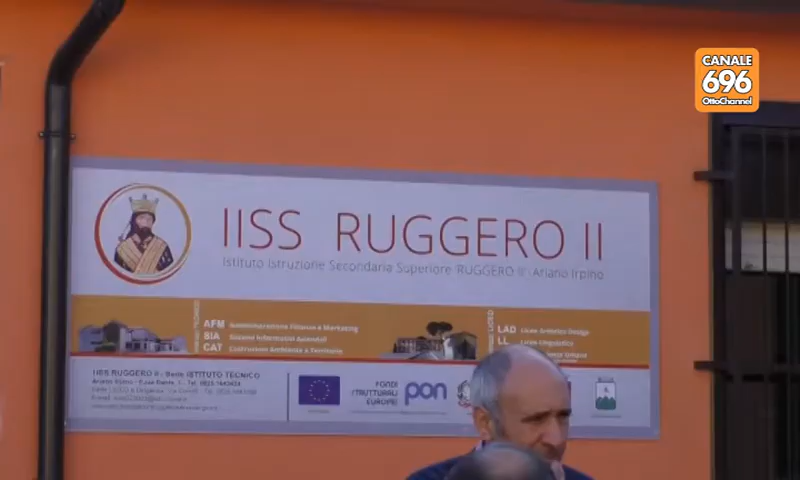 CANALE
696
OttoChannel
IISS RUGGERO II
Istituto Istruzione Secondaria Superiore "RUGGERO II" Ariano Irpino
AFM Amministrazione Finanza e Marketing
SIA Sistemi Informativi Aziendali
CAT Costruzioni Ambiente e Territorio
LAD Liceo Artistico Design
LL Liceo Linguistico
IISS RUGGERO II - Sede ISTITUTO TECNICO
FONDI
STRUTTURALI
EUROPEI
pon